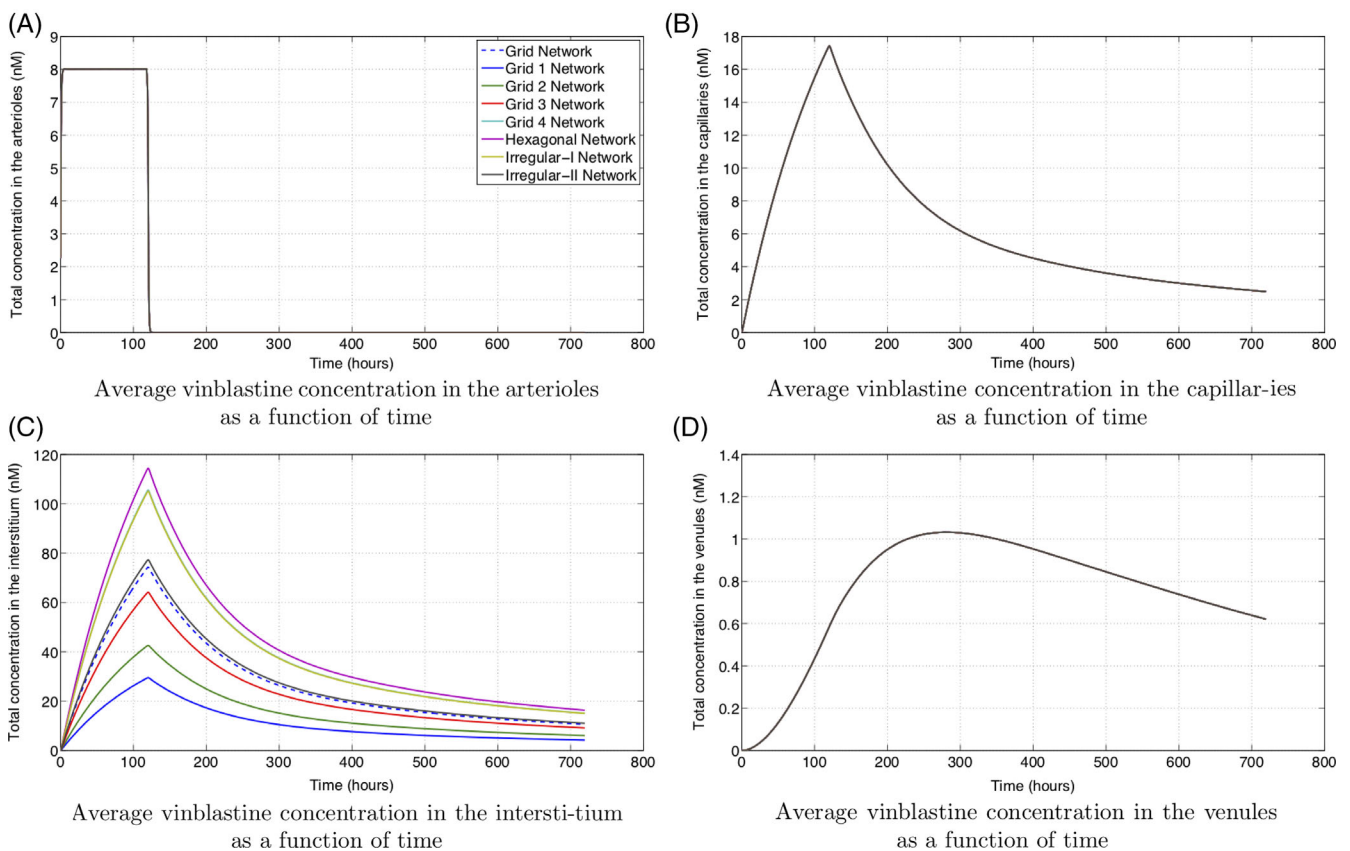 (A)
Total concentration in the arterioles (nM)
9
8
7
6
5
4
3
2
1
0
0 100 200 300 400 500 600 700 800
Time (hours)
Grid Network
Grid 1 Network
Grid 2 Network
Grid 3 Network
Grid 4 Network
Hexagonal Network
Irregular-I Network
Irregular-II Network
Average vinblastine concentration in the arterioles
as a function of time
(B)
Total concentration in the capillaries (nM)
18
16
14
12
10
8
6
4
2
0
0 100 200 300 400 500 600 700 800
Time (hours)
Average vinblastine concentration in the capillar-ies
as a function of time
(C)
Total concentration in the interstitium (nM)
120
100
80
60
40
20
0
0 100 200 300 400 500 600 700 800
Time (hours)
Average vinblastine concentration in the intersti-tium
as a function of time
(D)
Total concentration in the venules (nM)
1.4
1.2
1
0.8
0.6
0.4
0.2
0
0 100 200 300 400 500 600 700 800
Time (hours)
Average vinblastine concentration in the venules
as a function of time